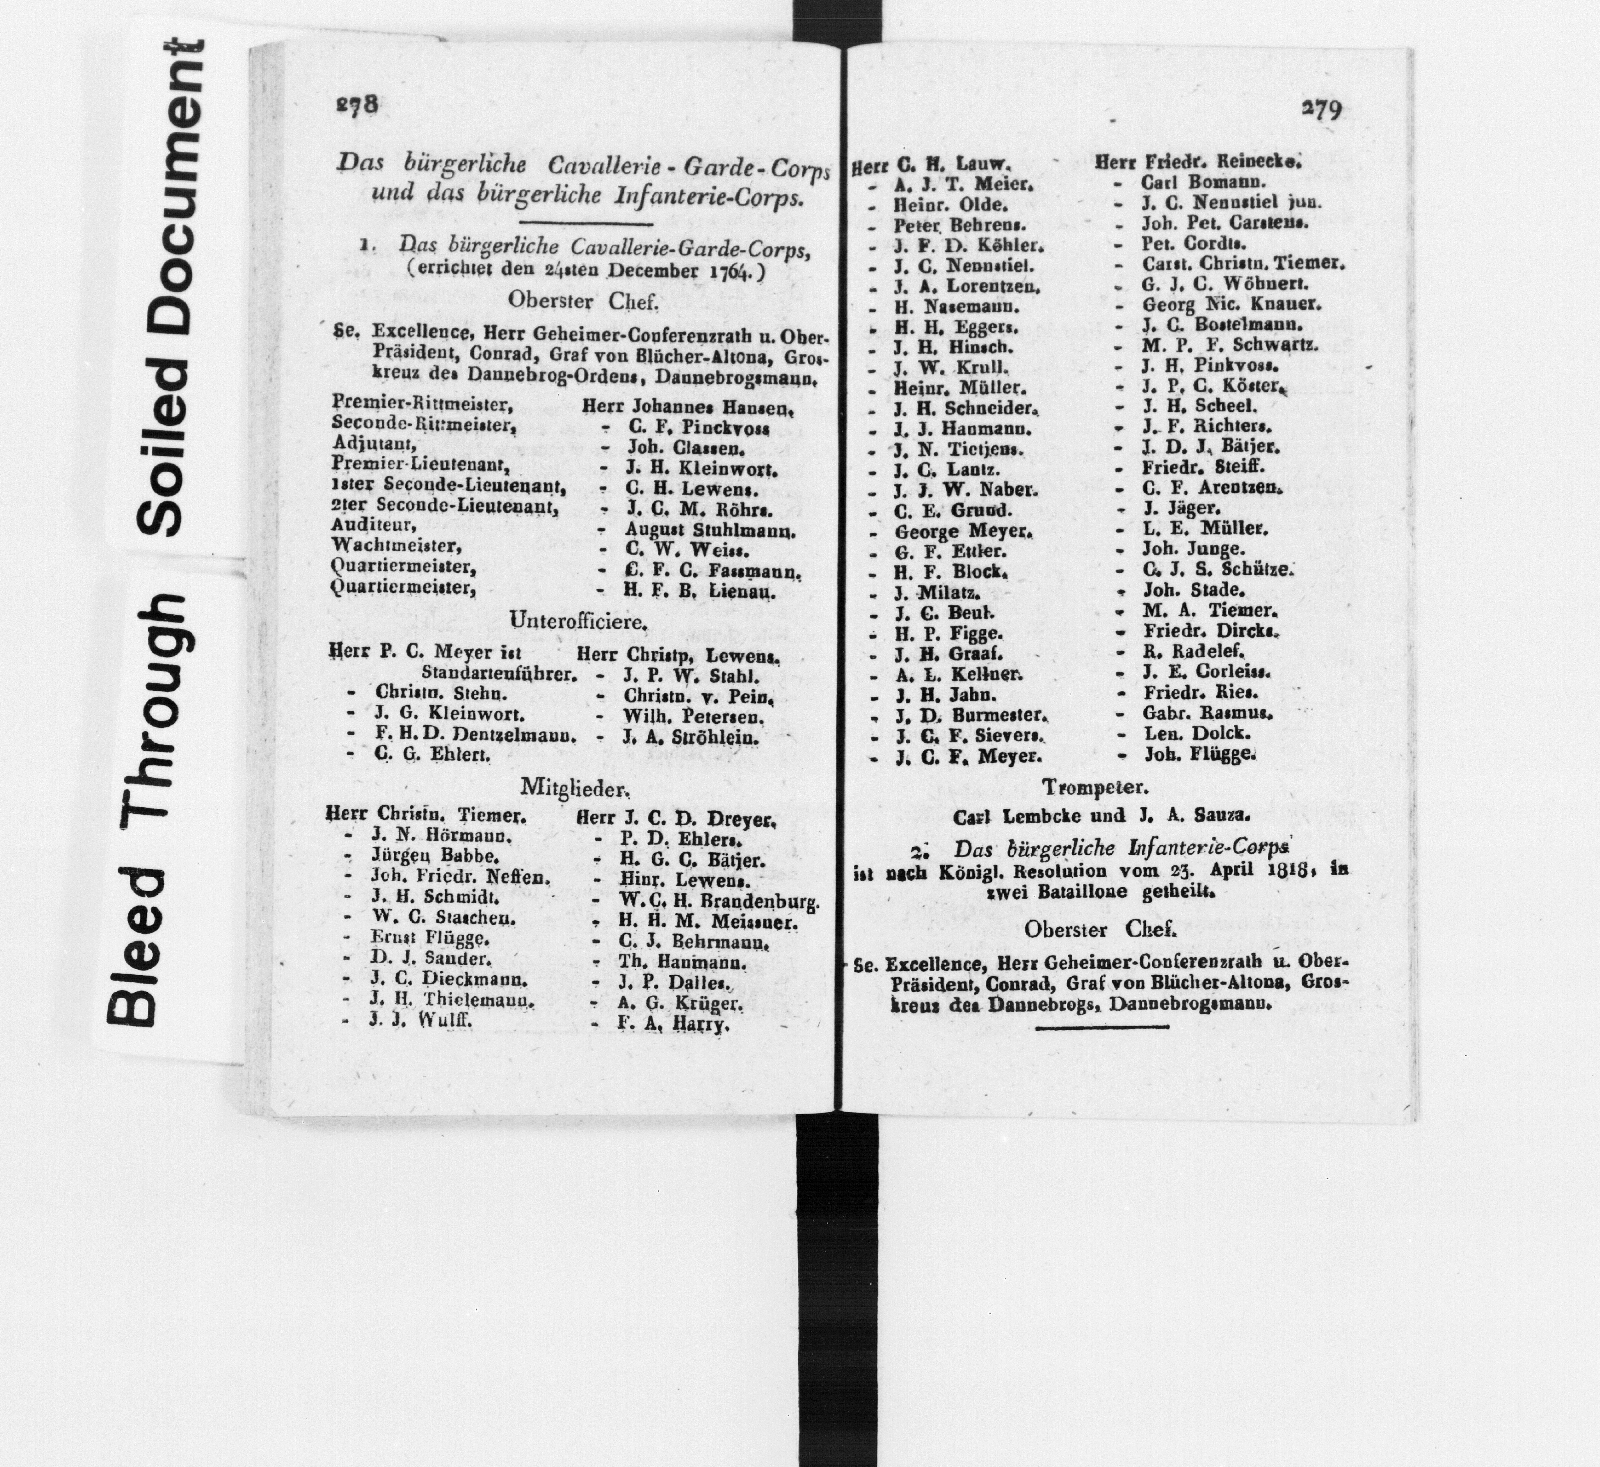 Bleed Through Soiled Document
278
Das bürgerliche Cavallerie-Garde-Corps
und das bürgerliche Infanterie-Corps.
1. Das bürgerliche Cavallerie-Garde-Corps,
(errichtet den 24sten December 1764.)
Oberster Chef.
Se. Excellence, Herr Geheimer-Conferenzrath u. Ober-
Präsident, Conrad, Graf von Blücher-Altona, Gros-
kreuz des Dannebrog-Ordens, Dannebrogsmann.
Premier-Rittmeister, Herr Johannes Hansen.
Seconde-Rittmeister, - C. F. Pinckvoss
Adjutant, - Joh. Classen.
Premier-Lieutenant, - J. H. Kleinwort.
1ster Seconde-Lieutenant, - C. H. Lewens.
2ter Seconde-Lieutenant, - J. C. M. Röhrs.
Auditeur, - August Stuhlmann.
Wachtmeister, - C. W. Weiss.
Quartiermeister, - C. F. C. Fassmann.
Quartiermeister, - H. F. B. Lienau.
Unterofficiere.
Herr P. C. Meyer ist Herr Christp. Lewens.
Standartenführer. - J. P. W. Stahl.
- Christn. Stehn. - Christn. v. Pein.
- J. G. Kleinwort. - Wilh. Petersen.
- F. H. D. Dentzelmann. - J. A. Ströhlein.
- C. G. Ehlert.
Mitglieder.
Herr Christn. Tiemer. Herr J. C. D. Dreyer.
- J. N. Hörmann. - P. D. Ehlers.
- Jürgen Babbe. - H. G. C. Bätjer.
- Joh. Friedr. Neffen. - Hinr. Lewens.
- J. H. Schmidt. - W. C. H. Brandenburg.
- W. C. Staschen. - H. H. M. Meissner.
- Ernst Flügge. - C. J. Behrmann.
- D. J. Sander. - Th. Hanmann.
- J. C. Dieckmann. - J. P. Dalles.
- J. H. Thielemann. - A. G. Krüger.
- J. J. Wulff. - F. A. Harry.
279
Herr C. H. Lauw. Herr Friedr. Reinecke.
- A. J. T. Meier. - Carl Bomann.
- Heinr. Olde. - J. C. Nennstiel jun.
- Peter Behrens. - Joh. Pet. Carstens.
- J. F. D. Köhler. - Pet. Cordts.
- J. C. Nennstiel. - Carst. Christn. Tiemer.
- J. A. Lorentzen. - G. J. C. Wöhnert.
- H. Nasemann. - Georg Nic. Knauer.
- H. H. Eggers. - J. C. Bostelmann.
- J. H. Hinsch. - M. P. F. Schwartz.
- J. W. Krull. - J. H. Pinkvoss.
- Heinr. Müller. - J. P. C. Köster.
- J. H. Schneider. - J. H. Scheel.
- J. J. Hanmann. - J. F. Richters.
- J. N. Tietjens. - J. D. J. Bätjer.
- J. C. Lantz. - Friedr. Steiff.
- J. J. W. Naber. - C. F. Arentzen.
- C. E. Grund. - J. Jäger.
- George Meyer. - L. E. Müller.
- G. F. Euler. - Joh. Junge.
- H. F. Block. - C. J. S. Schütze.
- J. Milatz. - Joh. Stade.
- J. C. Beut. - M. A. Tiemer.
- H. P. Figge. - Friedr. Dircks.
- J. H. Graaf. - R. Radelef.
- A. L. Kellner. - J. E. Corleiss.
- J. H. Jahn. - Friedr. Ries.
- J. D. Burmester. - Gabr. Rasmus.
- J. C. F. Sievers. - Len. Dolck.
- J. C. F. Meyer. - Joh. Flügge.
Trompeter.
Carl Lembcke und J. A. Sauza.
2. Das bürgerliche Infanterie-Corps
ist nach Königl. Resolution vom 23. April 1818, in
zwei Bataillone getheilt.
Oberster Chef.
Se. Excellence, Herr Geheimer-Conferenzrath u. Ober-
Präsident, Conrad, Graf von Blücher-Altona, Gros-
kreuz des Dannebrogs, Dannebrogsmann.